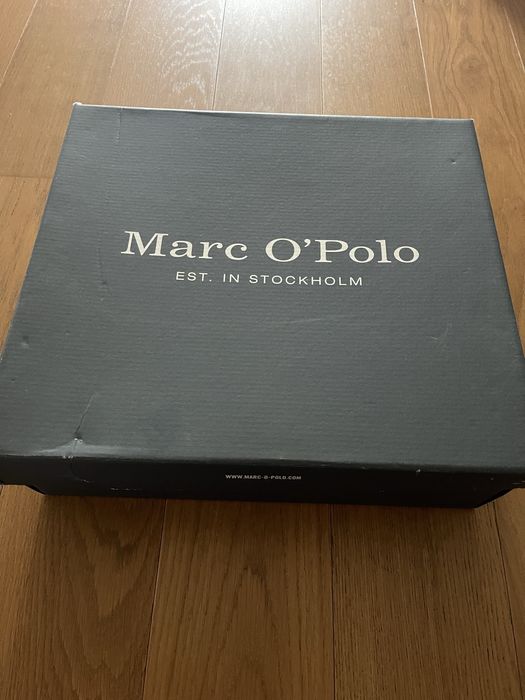 Marc O'Polo
EST. IN STOCKHOLM
WWW.MARC-O-POLO.COM